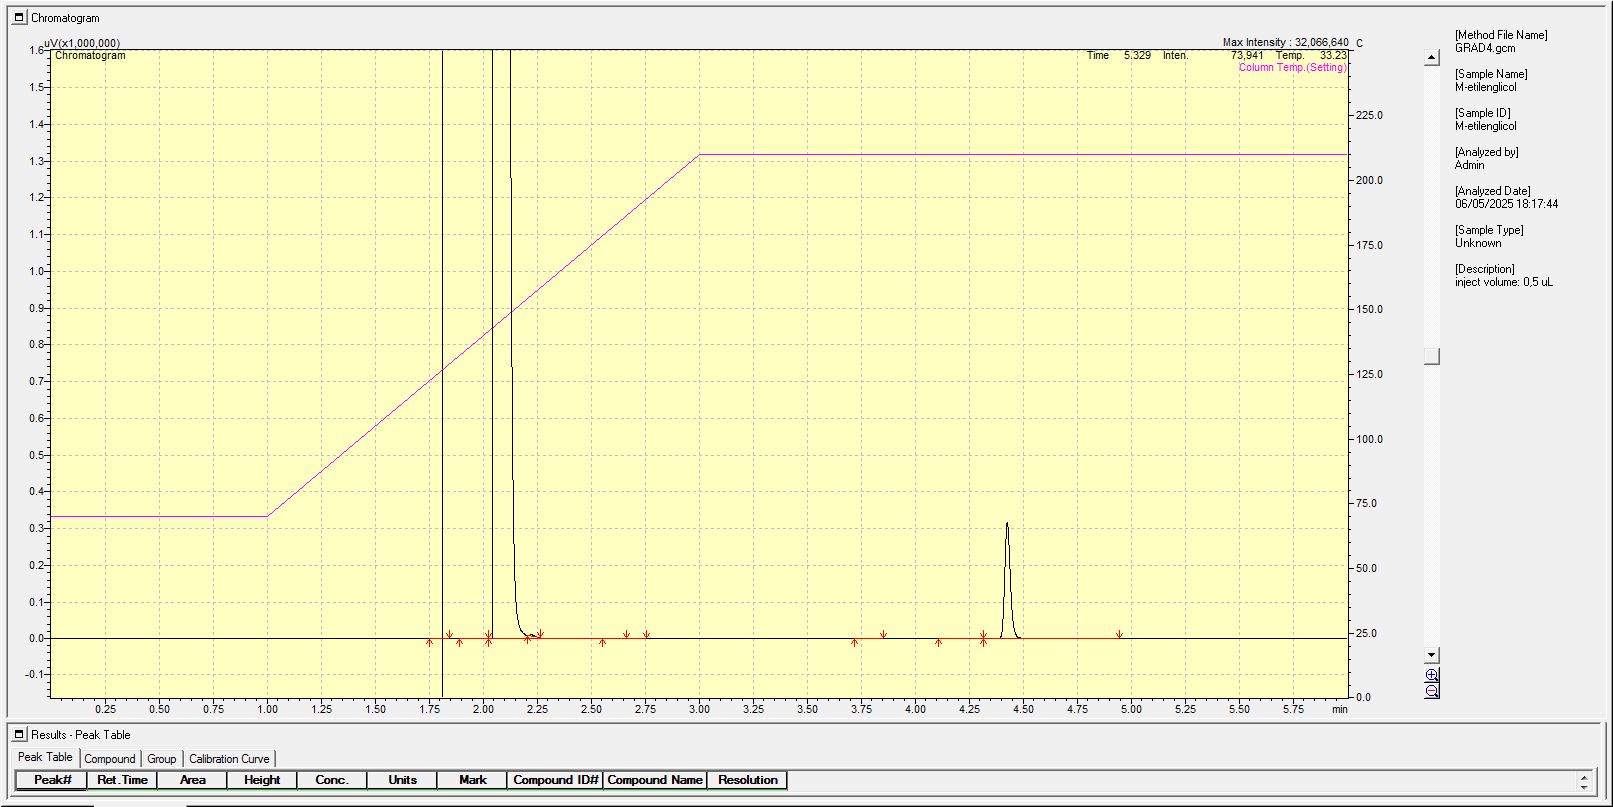 Chromatogram
uV(x1,000,000)
Max Intensity : 32,066,640
C
Chromatogram
Time 5.329 Inten. 73,941 Temp. 33.23
Column Temp.(Setting)
1.6
1.5
1.4
1.3
1.2
1.1
1.0
0.9
0.8
0.7
0.6
0.5
0.4
0.3
0.2
0.1
0.0
-0.1
225.0
200.0
175.0
150.0
125.0
100.0
75.0
50.0
25.0
0.0
0.25 0.50 0.75 1.00 1.25 1.50 1.75 2.00 2.25 2.50 2.75 3.00 3.25 3.50 3.75 4.00 4.25 4.50 4.75 5.00 5.25 5.50 5.75 min
[Method File Name]
GRAD4.gcm
[Sample Name]
M-etilenglicol
[Sample ID]
M-etilenglicol
[Analyzed by]
Admin
[Analyzed Date]
06/05/2025 18:17:44
[Sample Type]
Unknown
[Description]
inject volume: 0,5 uL
Results - Peak Table
Peak Table Compound Group Calibration Curve
Peak# Ret.Time Area Height Conc. Units Mark Compound ID# Compound Name Resolution